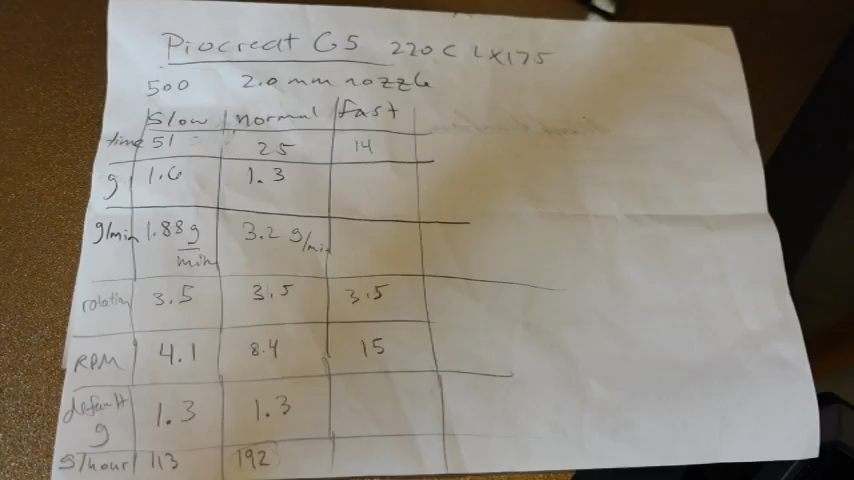 Piocreat G5 220C LX175
500 2.0mm nozzle
Slow normal fast
time 51 25 14
g 1.6 1.3
g/min 1.88 g/min 3.2 g/min
rotation 3.5 3.5 3.5
RPM 4.1 8.4 15
default g 1.3 1.3
g/hour 113 192